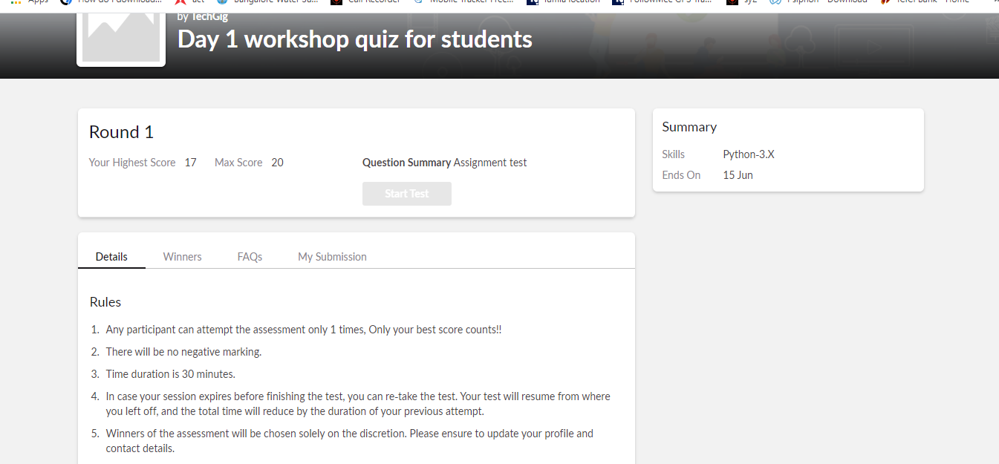 Apps How do I download... act Bangalore Water Su... Call Recorder Mobile Tracker Free... location FollowMee GPS Tra... Psiphon Download Bank Home
by TechGig
Day 1 workshop quiz for students
Round 1
Your Highest Score 17 Max Score 20
Question Summary Assignment test
Start Test
Summary
Skills Python-3.X
Ends On 15 Jun
Details Winners FAQs My Submission
Rules
1. Any participant can attempt the assessment only 1 times, Only your best score counts!!
2. There will be no negative marking.
3. Time duration is 30 minutes.
4. In case your session expires before finishing the test, you can re-take the test. Your test will resume from where
you left off, and the total time will reduce by the duration of your previous attempt.
5. Winners of the assessment will be chosen solely on the discretion. Please ensure to update your profile and
contact details.